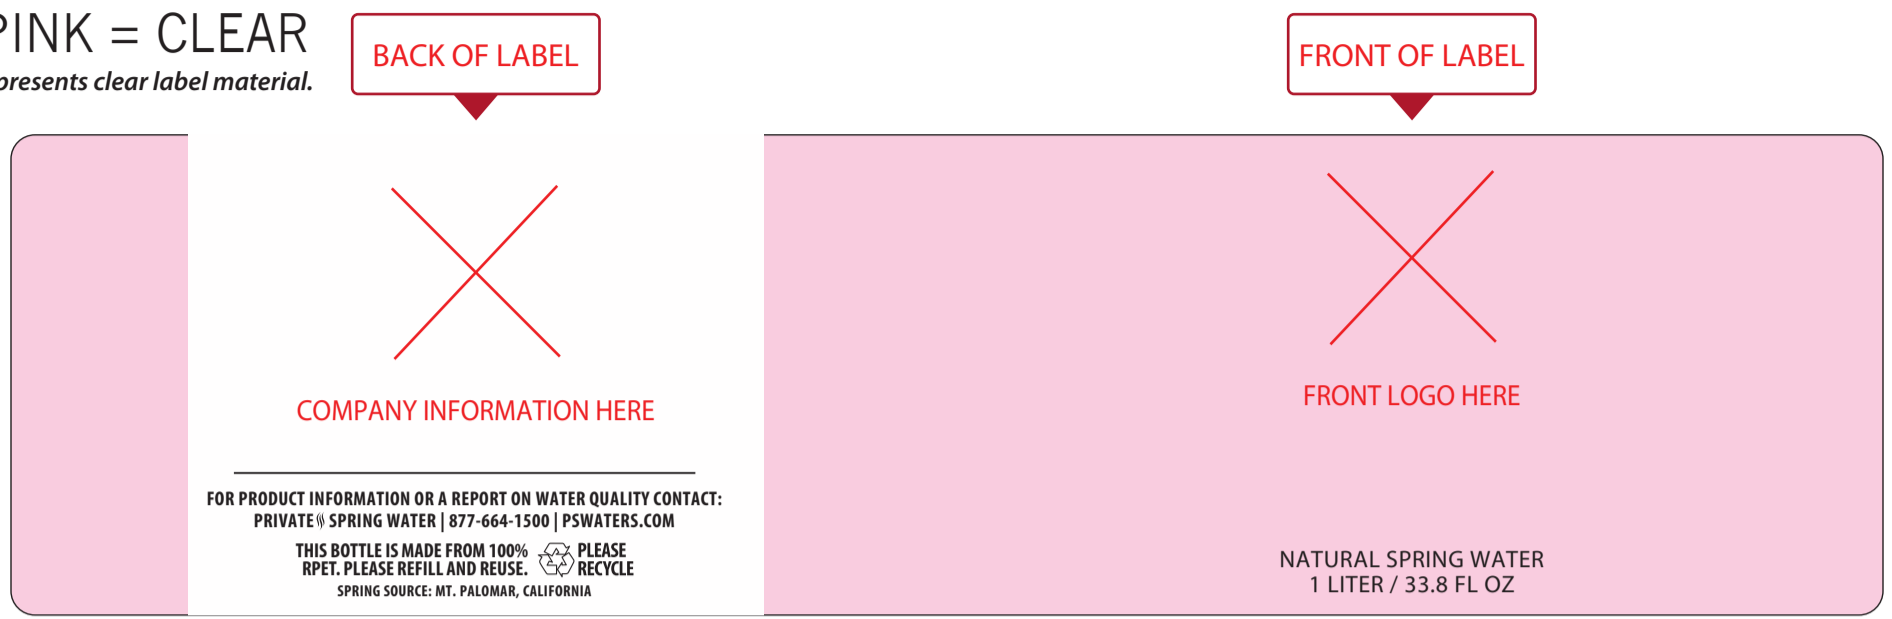 PINK = CLEAR
presents clear label material.
BACK OF LABEL
FRONT OF LABEL
COMPANY INFORMATION HERE
FRONT LOGO HERE
FOR PRODUCT INFORMATION OR A REPORT ON WATER QUALITY CONTACT:
PRIVATE SPRING WATER | 877-664-1500 | PSWATERS.COM
THIS BOTTLE IS MADE FROM 100%
RPET. PLEASE REFILL AND REUSE.
PLEASE
RECYCLE
SPRING SOURCE: MT. PALOMAR, CALIFORNIA
NATURAL SPRING WATER
1 LITER / 33.8 FL OZ